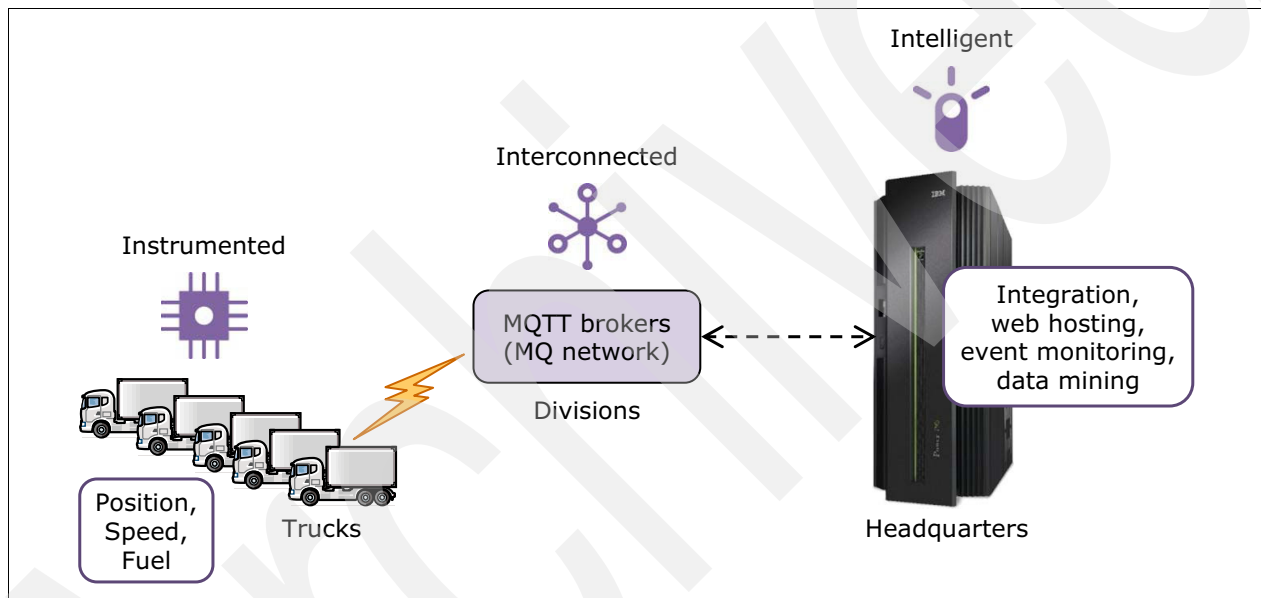 Intelligent
Interconnected
Instrumented
IBM
MQTT brokers
(MQ network)
Integration,
web hosting,
event monitoring,
data mining
Divisions
Position,
Speed,
Fuel
Trucks
Headquarters